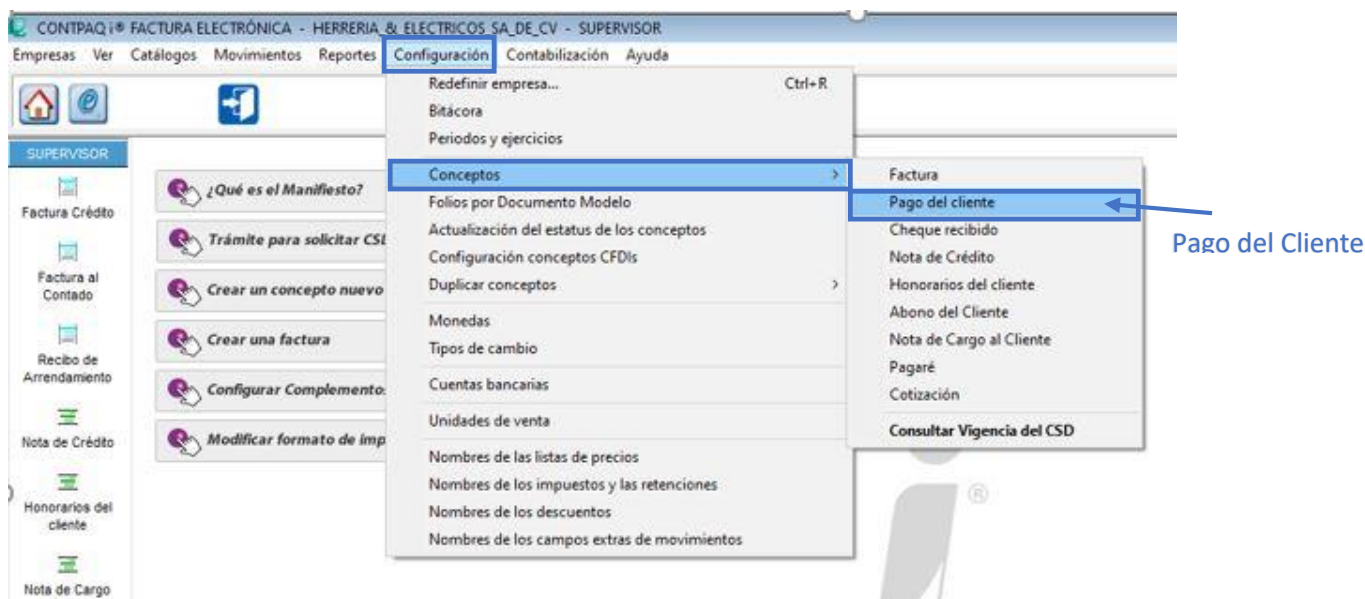 CONTPAQ i® FACTURA ELECTRÓNICA - HERRERIA_&_ELECTRICOS_SA_DE_CV - SUPERVISOR
Empresas Ver Catálogos Movimientos Reportes Configuración Contabilización Ayuda
Redefinir empresa... Ctrl+R
Bitácora
Periodos y ejercicios
Conceptos >
Folios por Documento Modelo
Actualización del estatus de los conceptos
Configuración conceptos CFDIs
Duplicar conceptos >
Monedas
Tipos de cambio
Cuentas bancarias
Unidades de venta
Nombres de las listas de precios
Nombres de los impuestos y las retenciones
Nombres de los descuentos
Nombres de los campos extras de movimientos
Factura
Pago del cliente
Cheque recibido
Nota de Crédito
Honorarios del cliente
Abono del Cliente
Nota de Cargo al Cliente
Pagaré
Cotización
Consultar Vigencia del CSD
Pago del Cliente
SUPERVISOR
Factura Crédito
Factura al
Contado
Recibo de
Arrendamiento
Nota de Crédito
Honorarios del
cliente
Nota de Cargo
¿Qué es el Manifiesto?
Trámite para solicitar CSD
Crear un concepto nuevo
Crear una factura
Configurar Complemento
Modificar formato de imp
®